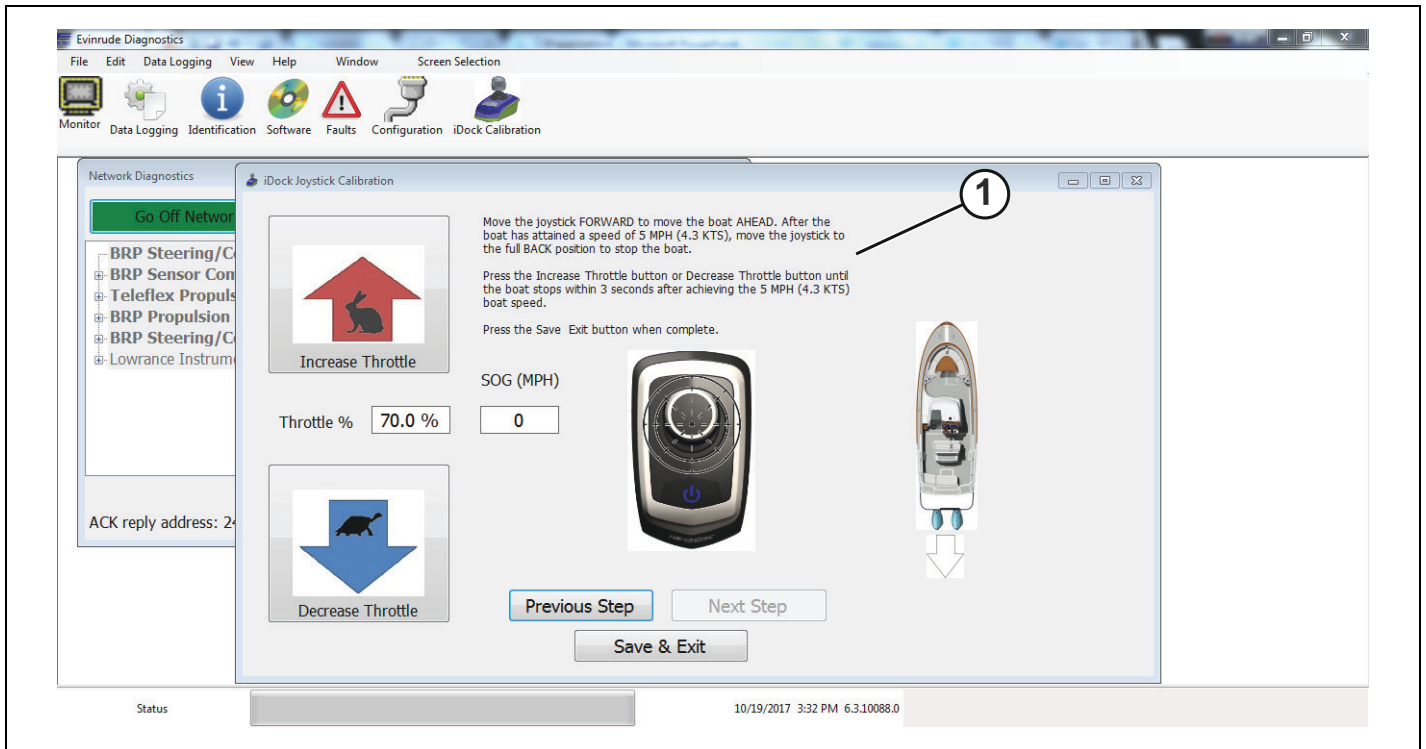 Evinrude Diagnostics
File Edit Data Logging View Help Window Screen Selection
Monitor Data Logging Identification Software Faults Configuration iDock Calibration
Network Diagnostics
Go Off Networ
BRP Steering/Co
BRP Sensor Con
Teleflex Propuls
BRP Propulsion
BRP Steering/Co
Lowrance Instrume
ACK reply address: 24
iDock Joystick Calibration
1
Move the joystick FORWARD to move the boat AHEAD. After the
boat has attained a speed of 5 MPH (4.3 KTS), move the joystick to
the full BACK position to stop the boat.
Press the Increase Throttle button or Decrease Throttle button until
the boat stops within 3 seconds after achieving the 5 MPH (4.3 KTS)
boat speed.
Press the Save Exit button when complete.
Increase Throttle
SOG (MPH)
Throttle % 70.0 % 0
Decrease Throttle
Previous Step Next Step
Save & Exit
Status 10/19/2017 3:32 PM 6.3.10088.0